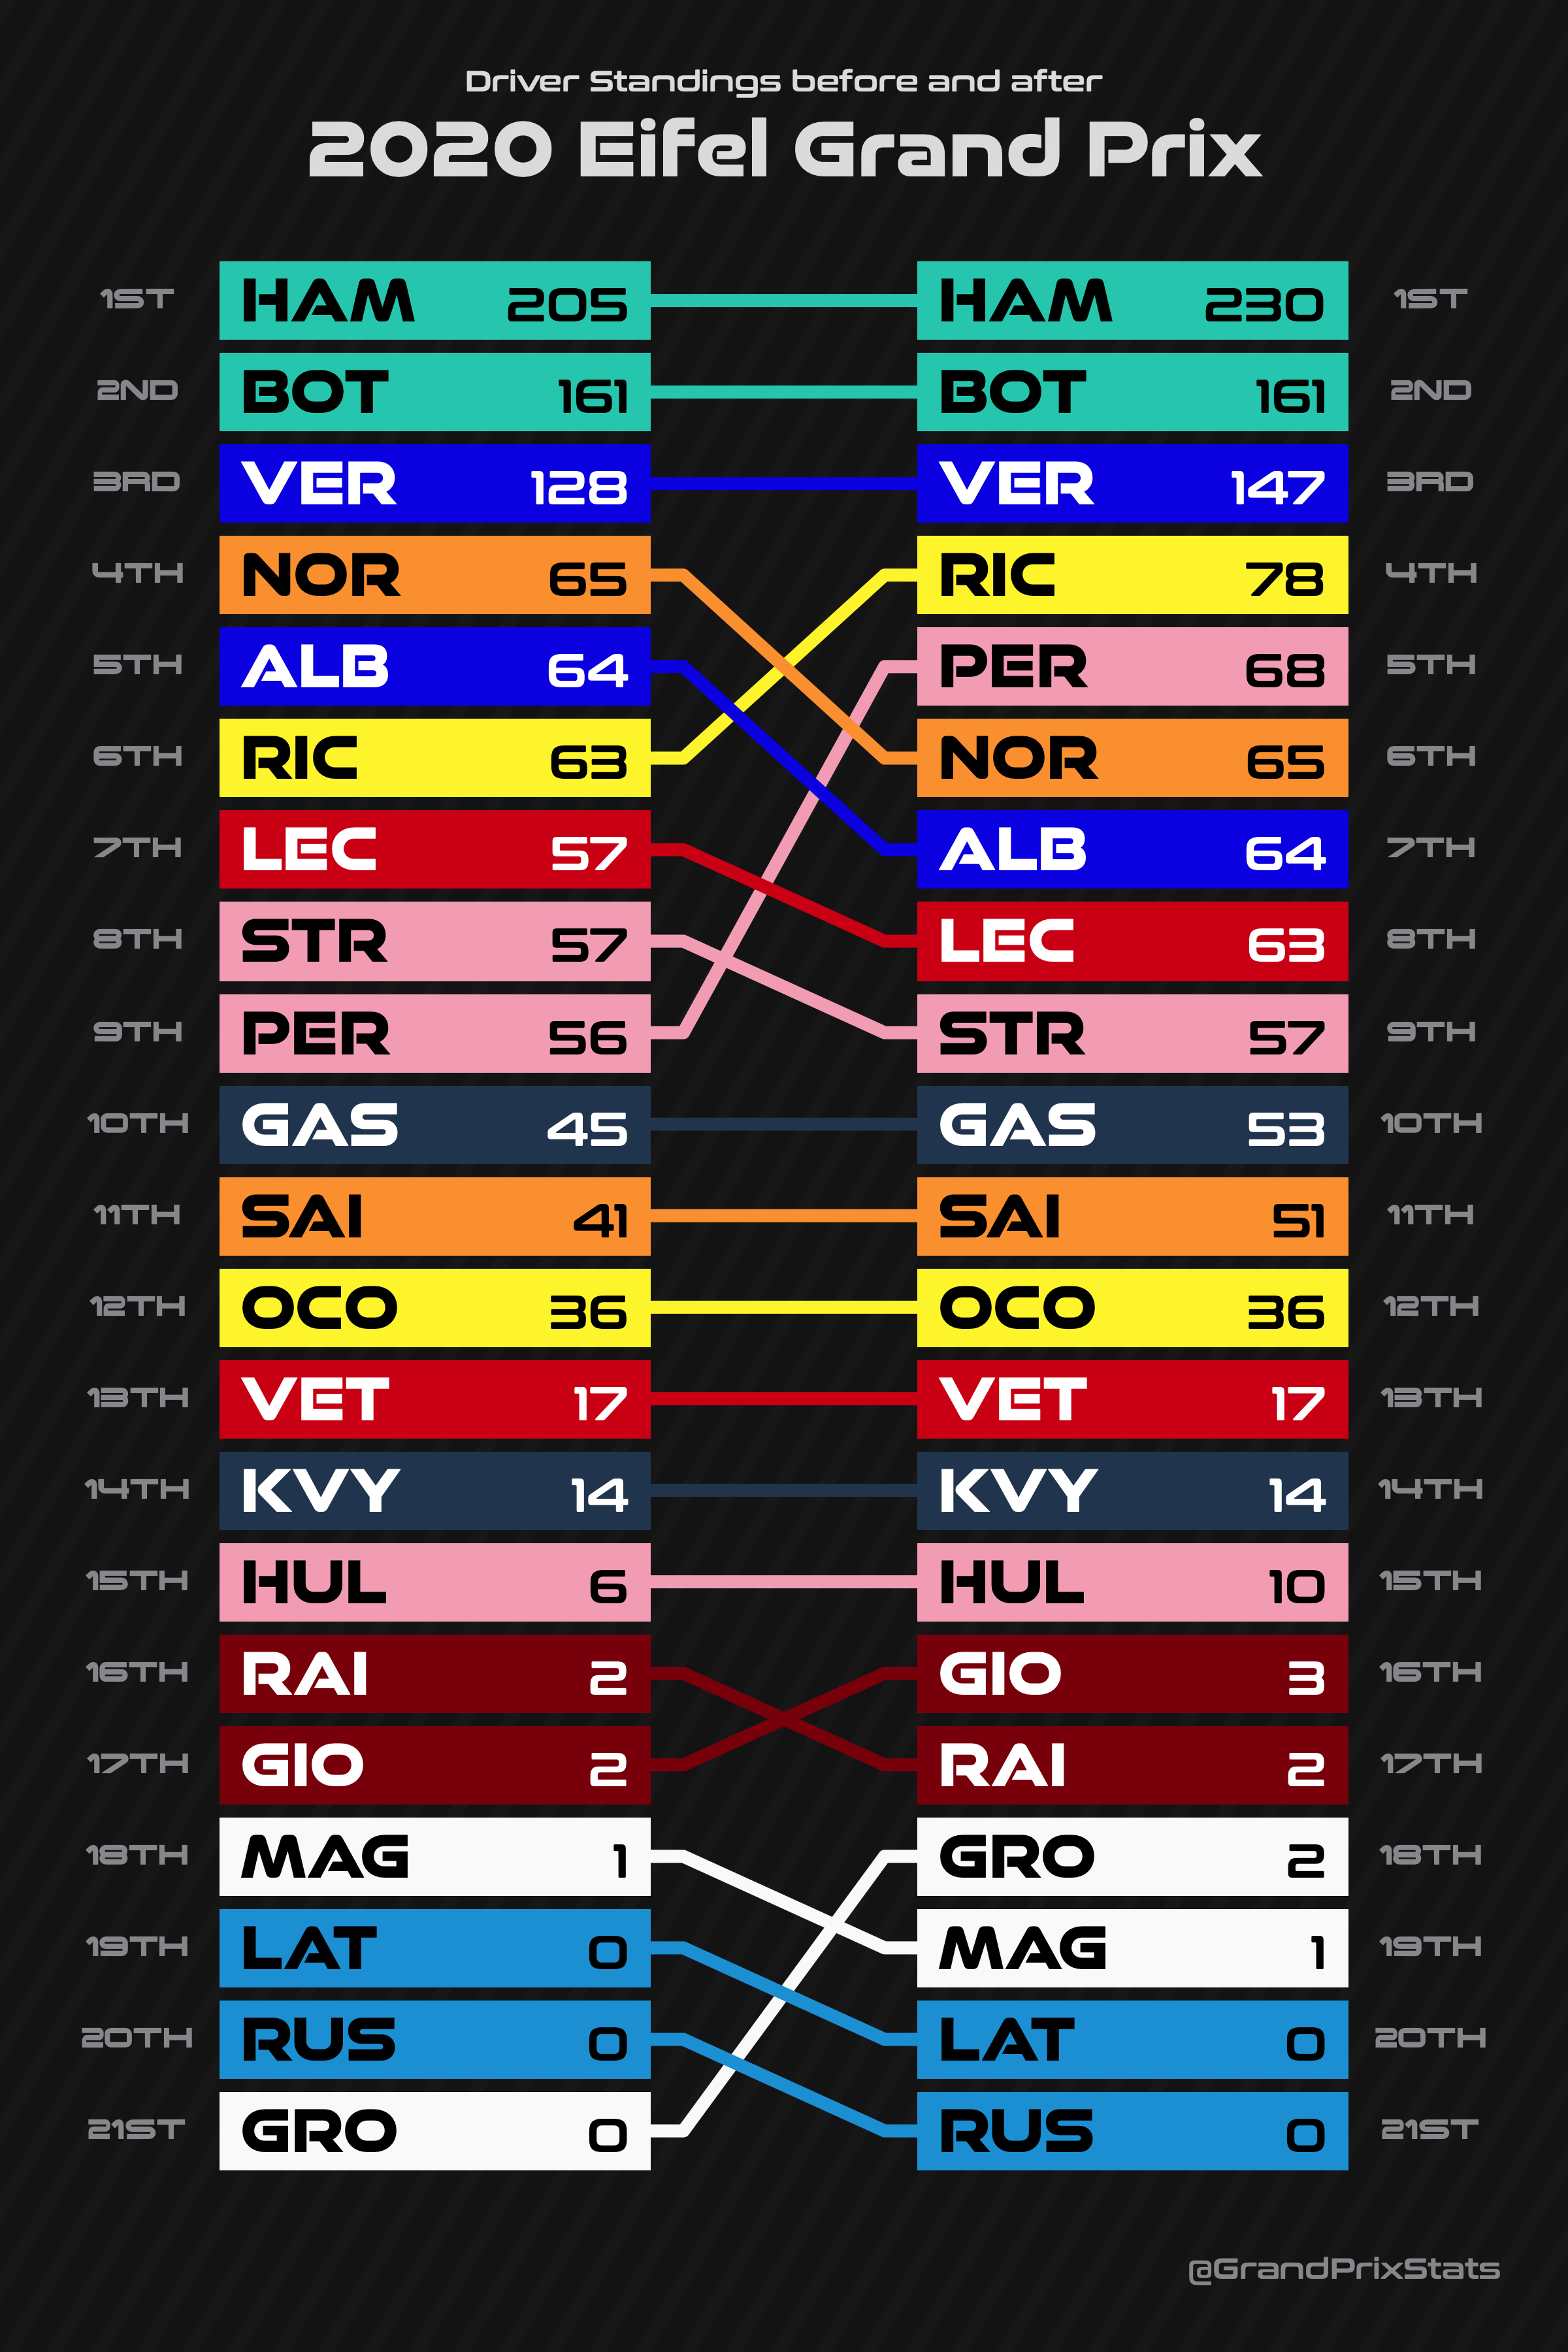 Driver Standings before and after
2020 Eifel Grand Prix
1ST HAM 205 HAM 230 1ST
2ND BOT 161 BOT 161 2ND
3RD VER 128 VER 147 3RD
4TH NOR 65 RIC 78 4TH
5TH ALB 64 PER 68 5TH
6TH RIC 63 NOR 65 6TH
7TH LEC 57 ALB 64 7TH
8TH STR 57 LEC 63 8TH
9TH PER 56 STR 57 9TH
10TH GAS 45 GAS 53 10TH
11TH SAI 41 SAI 51 11TH
12TH OCO 36 OCO 36 12TH
13TH VET 17 VET 17 13TH
14TH KVY 14 KVY 14 14TH
15TH HUL 6 HUL 10 15TH
16TH RAI 2 GIO 3 16TH
17TH GIO 2 RAI 2 17TH
18TH MAG 1 GRO 2 18TH
19TH LAT 0 MAG 1 19TH
20TH RUS 0 LAT 0 20TH
21ST GRO 0 RUS 0 21ST
@GrandPrixStats